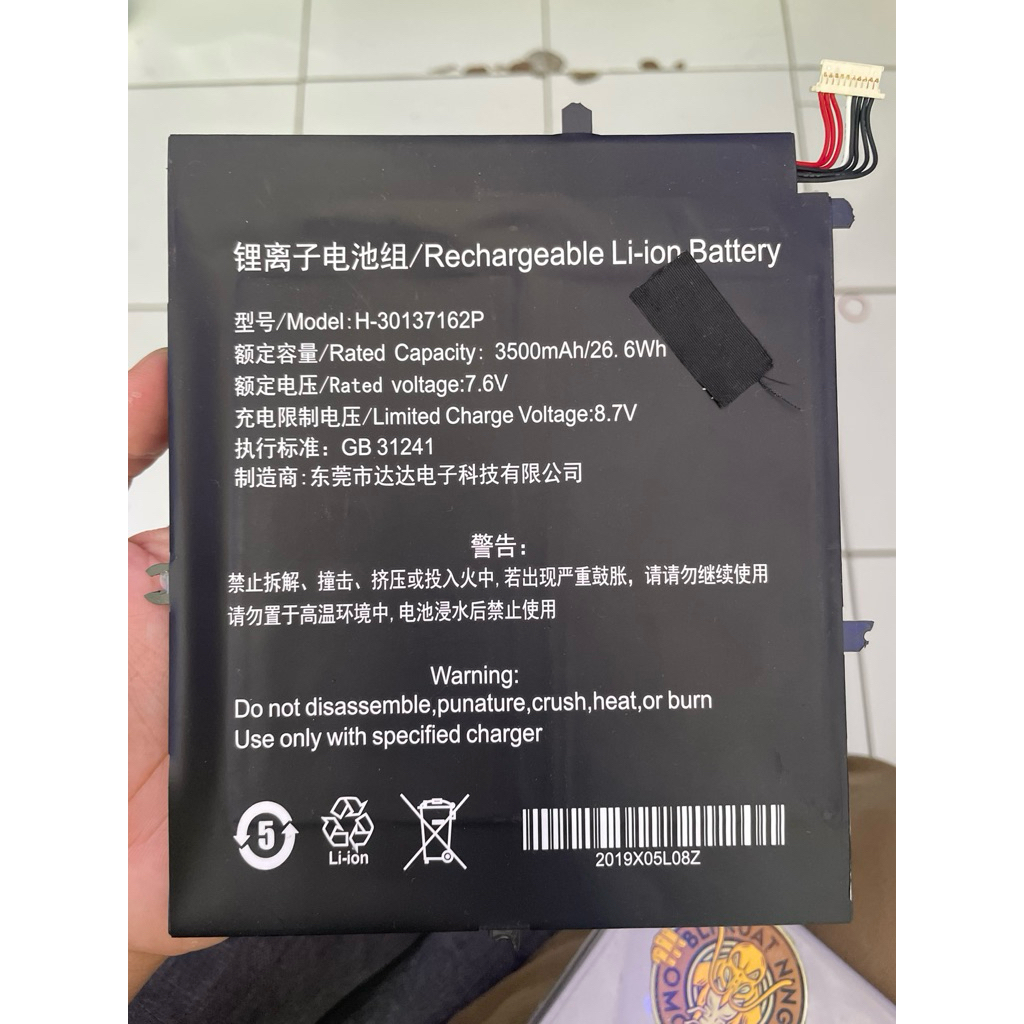 锂离子电池组/Rechargeable Li-ion Battery
型号/Model:H-30137162P
额定容量/Rated Capacity: 3500mAh/26.6Wh
额定电压/Rated voltage:7.6V
充电限制电压/Limited Charge Voltage:8.7V
执行标准: GB 31241
制造商:东莞市达达电子科技有限公司
警告:
禁止拆解、撞击、挤压或投入火中,若出现严重鼓胀,请请勿继续使用
请勿置于高温环境中,电池浸水后禁止使用
Warning:
Do not disassemble,punature,crush,heat,or burn
Use only with specified charger
5
Li-ion
2019X05L08Z